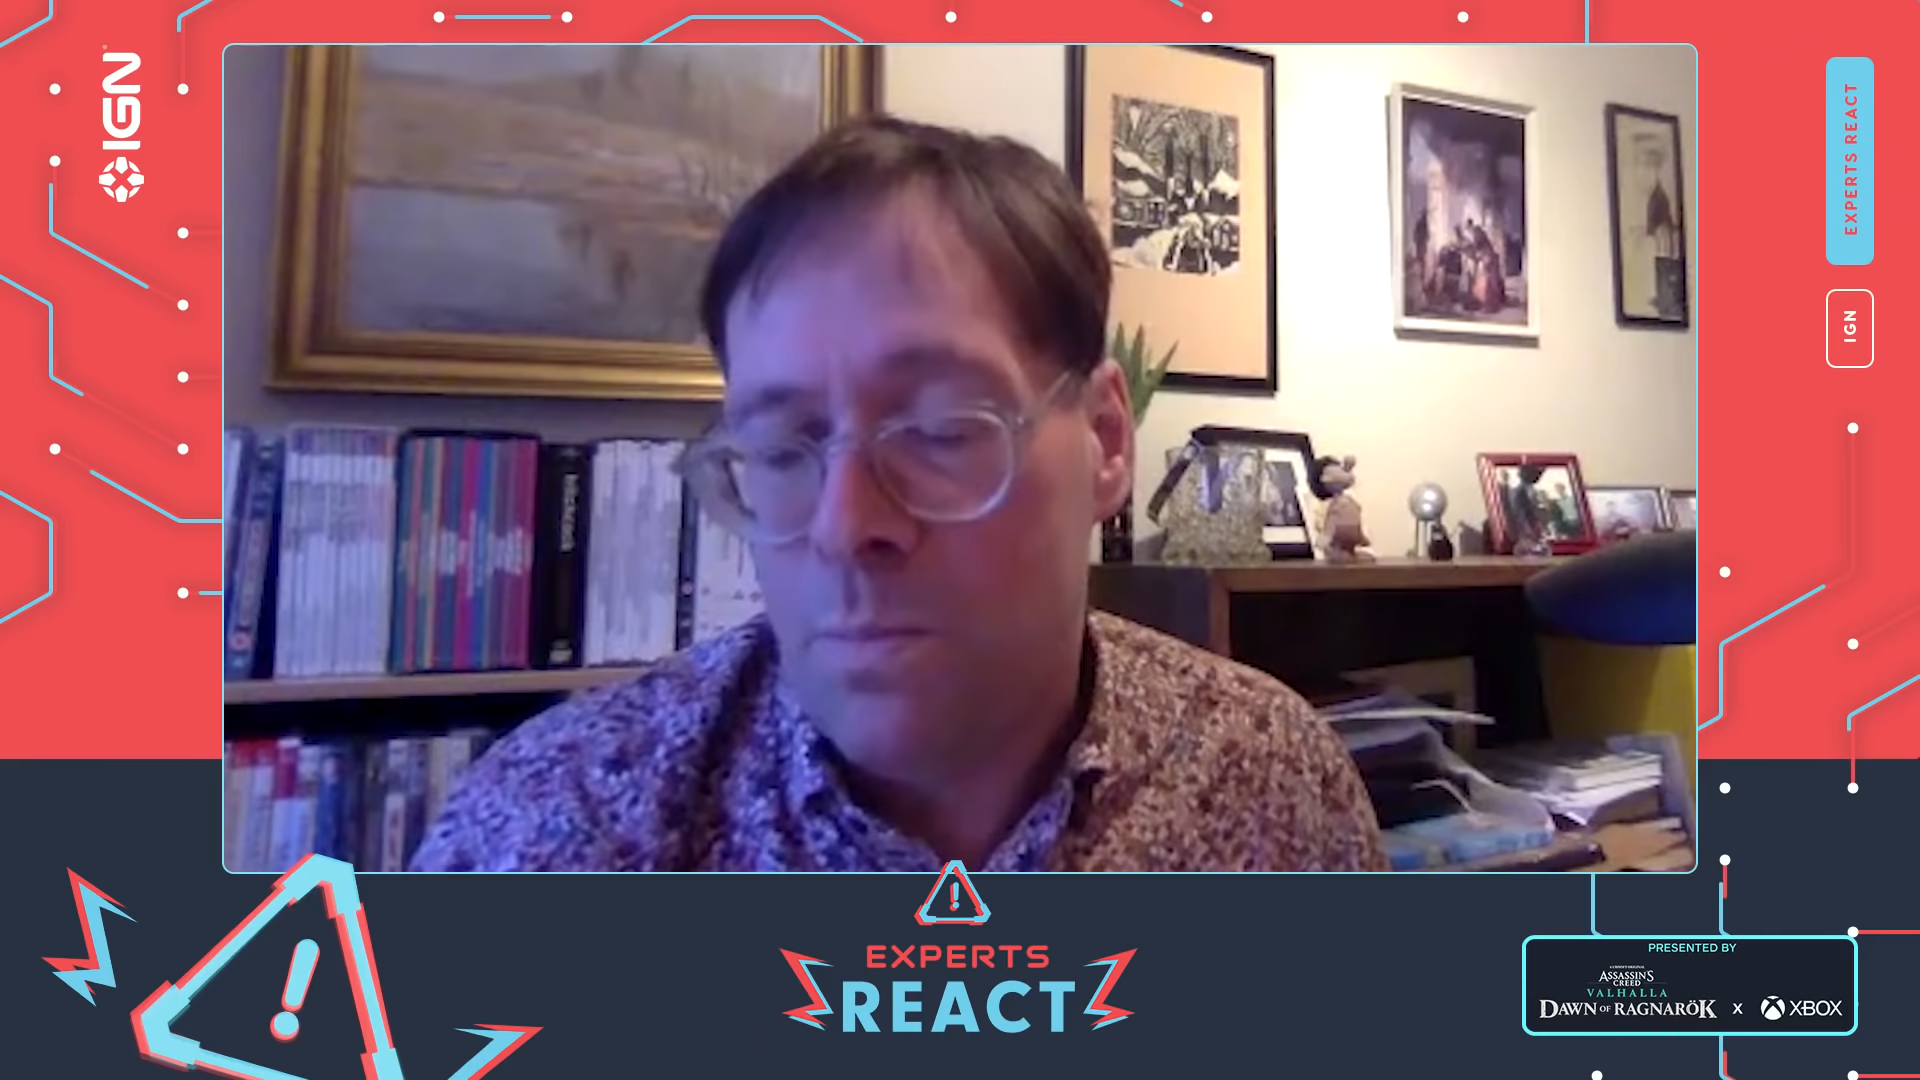 IGN
EXPERTS REACT
IGN
!
!
EXPERTS
REACT
PRESENTED BY
ASSASSIN'S
CREED
VALHALLA
DAWN OF RAGNARÖK X XBOX